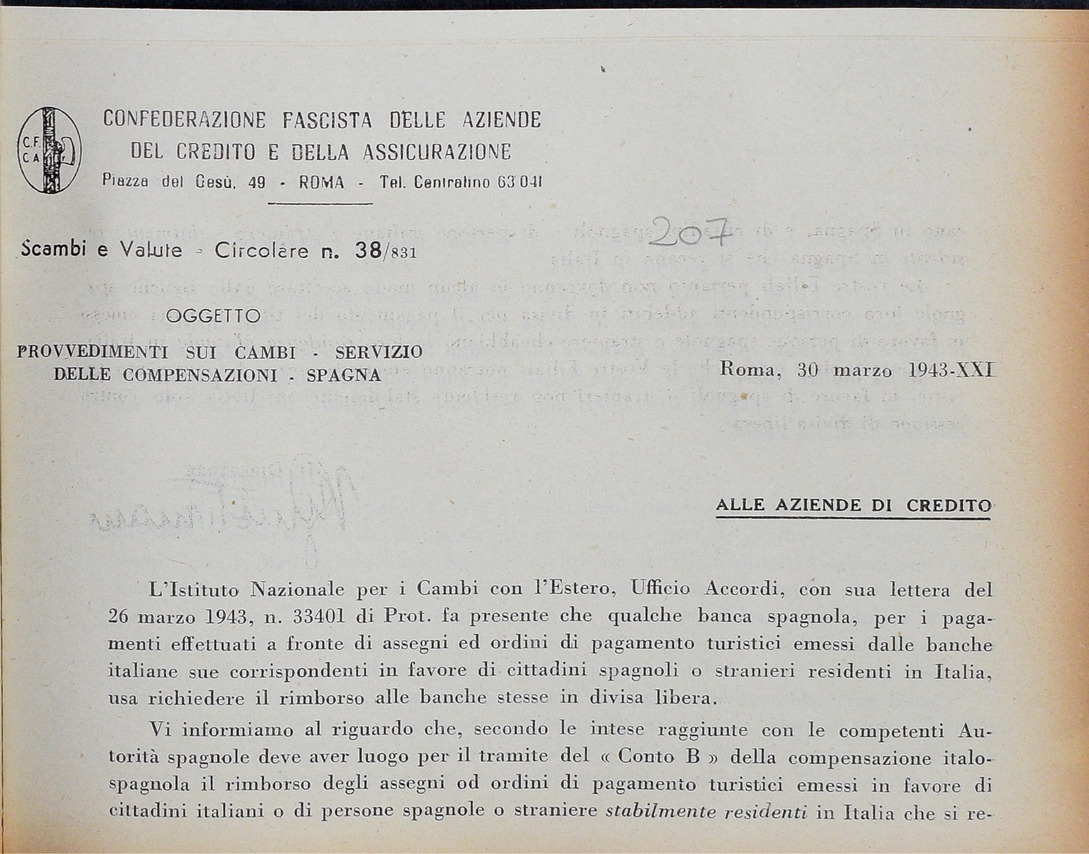 C.F.
C A
CONFEDERAZIONE FASCISTA DELLE AZIENDE
DEL CREDITO E DELLA ASSICURAZIONE
Piazza del Gesù, 49 - ROMA - Tel. Centralino 63 041
207
Scambi e Valute - Circolare n. 38/831
OGGETTO
PROVVEDIMENTI SUI CAMBI - SERVIZIO
DELLE COMPENSAZIONI - SPAGNA
Roma, 30 marzo 1943-XXI
ALLE AZIENDE DI CREDITO
L'Istituto Nazionale per i Cambi con l'Estero, Ufficio Accordi, con sua lettera del
26 marzo 1943, n. 33401 di Prot. fa presente che qualche banca spagnola, per i paga-
menti effettuati a fronte di assegni ed ordini di pagamento turistici emessi dalle banche
italiane sue corrispondenti in favore di cittadini spagnoli o stranieri residenti in Italia,
usa richiedere il rimborso alle banche stesse in divisa libera.
Vi informiamo al riguardo che, secondo le intese raggiunte con le competenti Au-
torità spagnole deve aver luogo per il tramite del « Conto B » della compensazione italo-
spagnola il rimborso degli assegni od ordini di pagamento turistici emessi in favore di
cittadini italiani o di persone spagnole o straniere stabilmente residenti in Italia che si re-